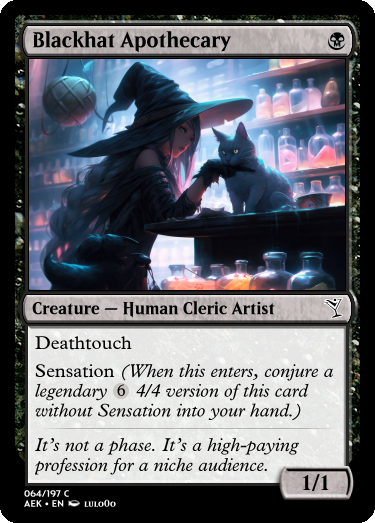 Blackhat Apothecary
Creature — Human Cleric Artist
Deathtouch
Sensation (When this enters, conjure a
legendary 6 4/4 version of this card
without Sensation into your hand.)
It's not a phase. It's a high-paying
profession for a niche audience.
1/1
064/197 C
AEK • EN LULO0o